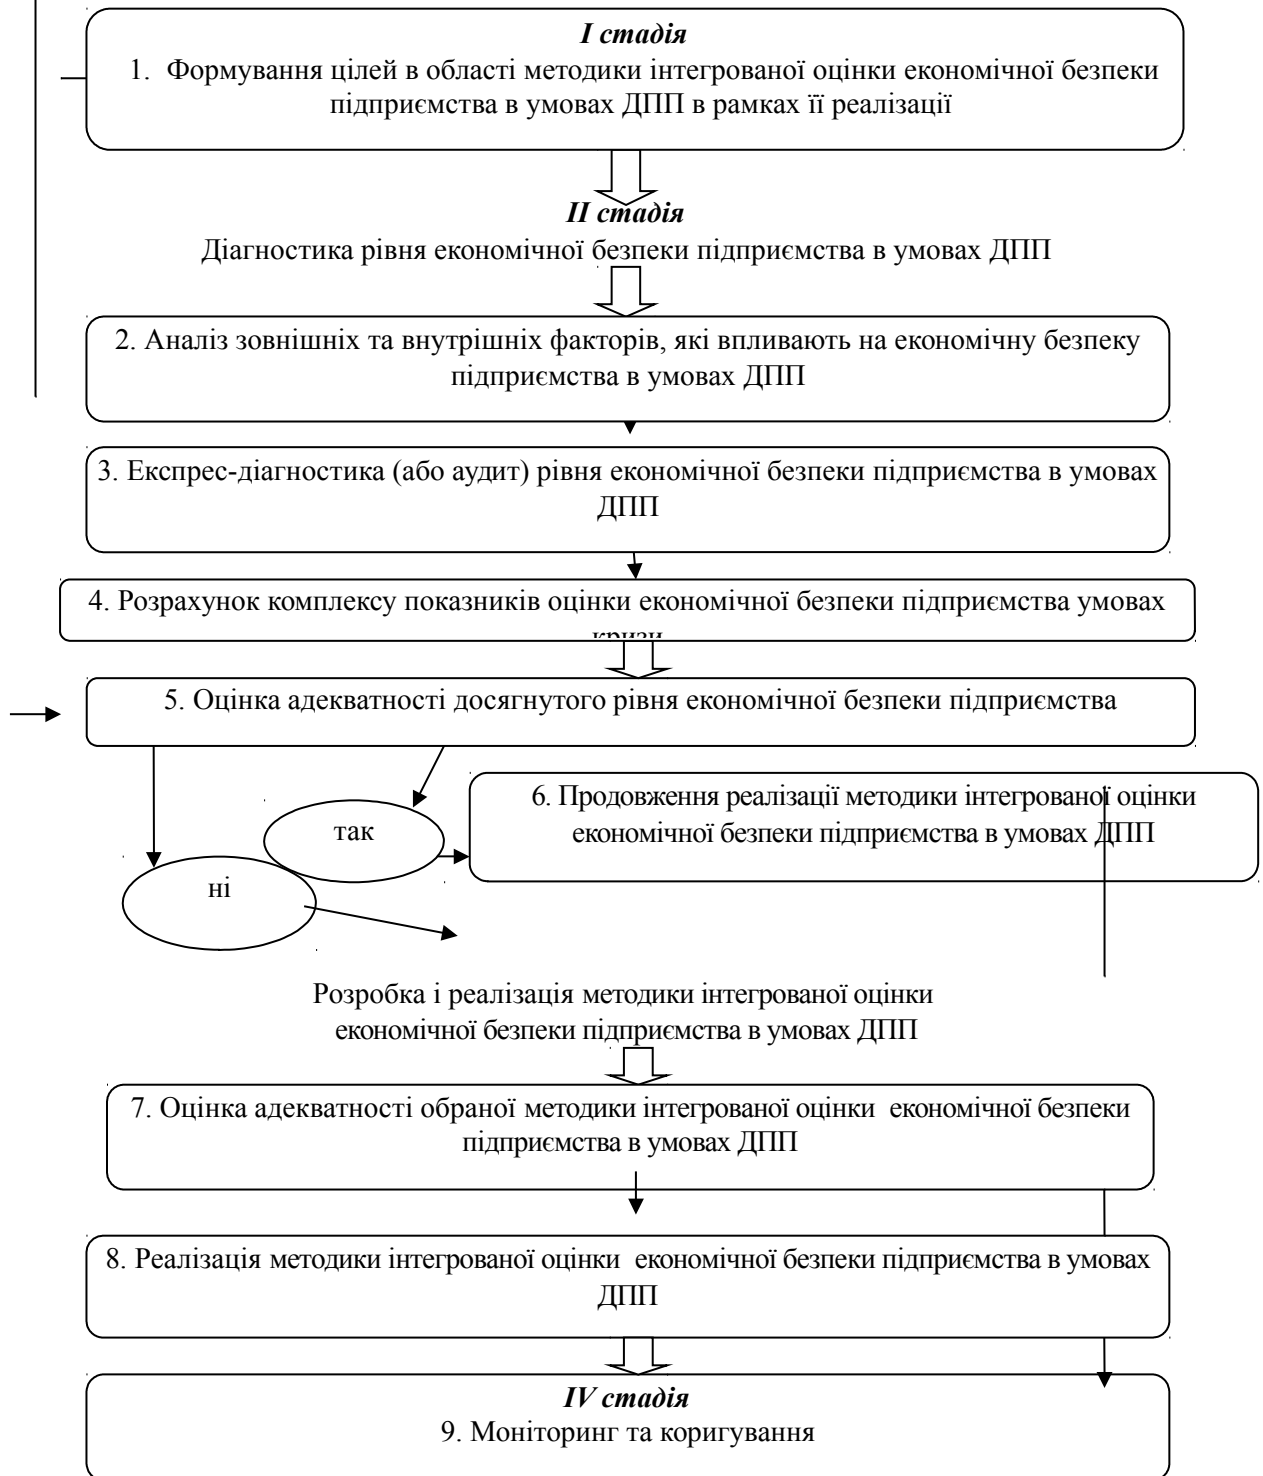 I стадія
1. Формування цілей в області методики інтегрованої оцінки економічної безпеки
підприємства в умовах ДПП в рамках її реалізації
II стадія
Діагностика рівня економічної безпеки підприємства в умовах ДПП
2. Аналіз зовнішніх та внутрішніх факторів, які впливають на економічну безпеку
підприємства в умовах ДПП
3. Експрес-діагностика (або аудит) рівня економічної безпеки підприємства в умовах
ДПП
4. Розрахунок комплексу показників оцінки економічної безпеки підприємства умовах
кризи
5. Оцінка адекватності досягнутого рівня економічної безпеки підприємства
6. Продовження реалізації методики інтегрованої оцінки
економічної безпеки підприємства в умовах ДПП
так
ні
Розробка і реалізація методики інтегрованої оцінки
економічної безпеки підприємства в умовах ДПП
7. Оцінка адекватності обраної методики інтегрованої оцінки економічної безпеки
підприємства в умовах ДПП
8. Реалізація методики інтегрованої оцінки економічної безпеки підприємства в умовах
ДПП
IV стадія
9. Моніторинг та коригування